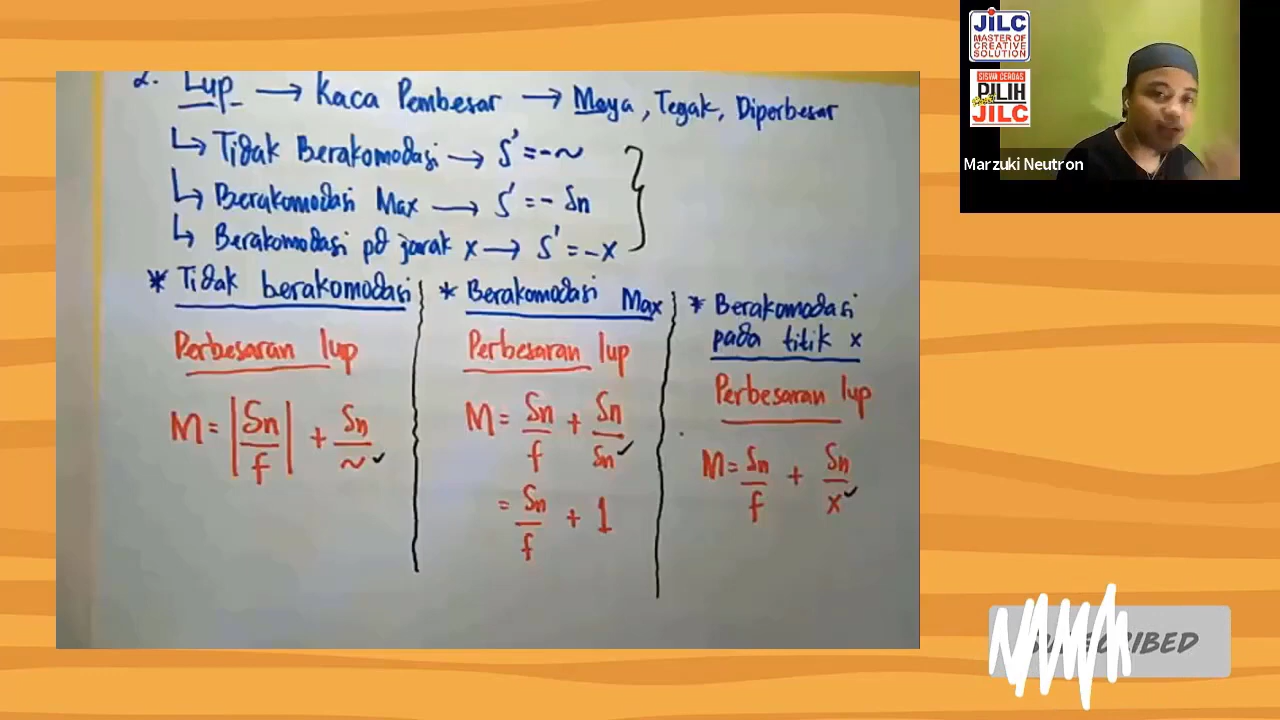 2. Lup → Kaca Pembesar → Maya, Tegak, Diperbesar
↳ Tidak Berakomodasi → S' = -~
↳ Berakomodasi Max → S' = - Sn
↳ Berakomodasi pd jarak x → S' = -x
* Tidak berakomodasi
Perbesaran lup
M = |Sn/f| + Sn/~ ✓
* Berakomodasi Max
Perbesaran lup
M = Sn/f + Sn/Sn ✓
= Sn/f + 1
* Berakomodasi
pada titik x
Perbesaran lup
M = Sn/f + Sn/x ✓
JILC
MASTER OF
CREATIVE
SOLUTION
SISWA CERDAS
PILIH
JILC
Marzuki Neutron